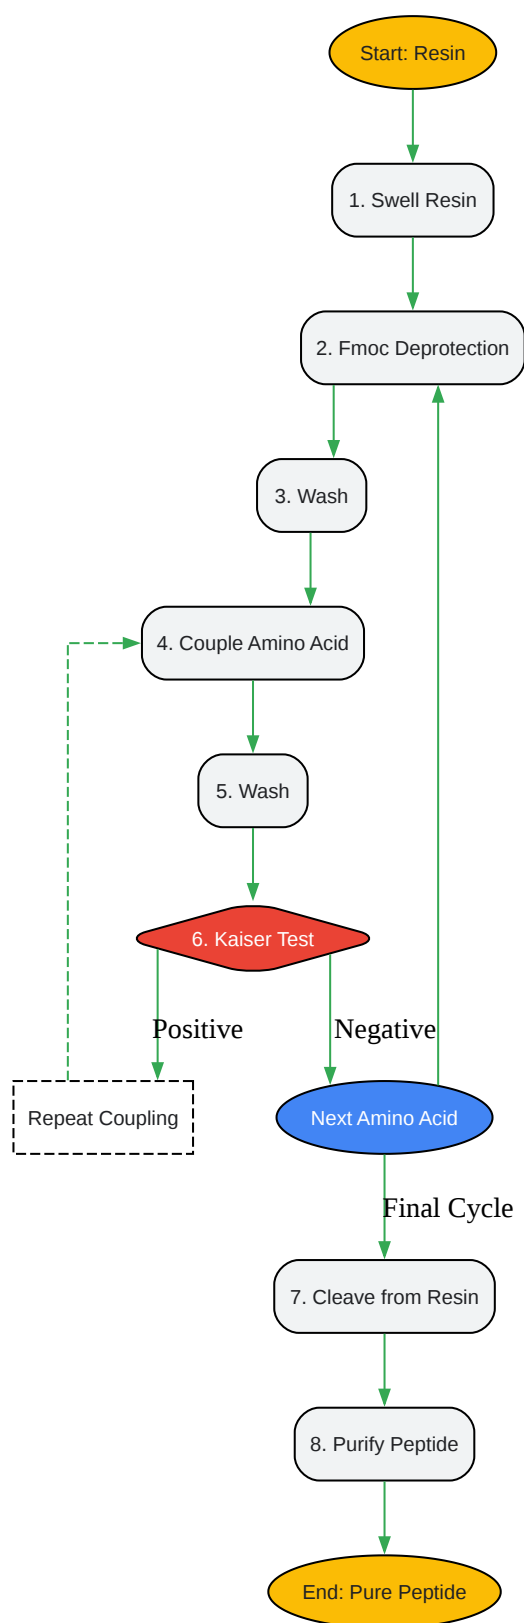 Start: Resin
1. Swell Resin
2. Fmoc Deprotection
3. Wash
4. Couple Amino Acid
5. Wash
6. Kaiser Test
Positive
Negative
Repeat Coupling
Next Amino Acid
Final Cycle
7. Cleave from Resin
8. Purify Peptide
End: Pure Peptide